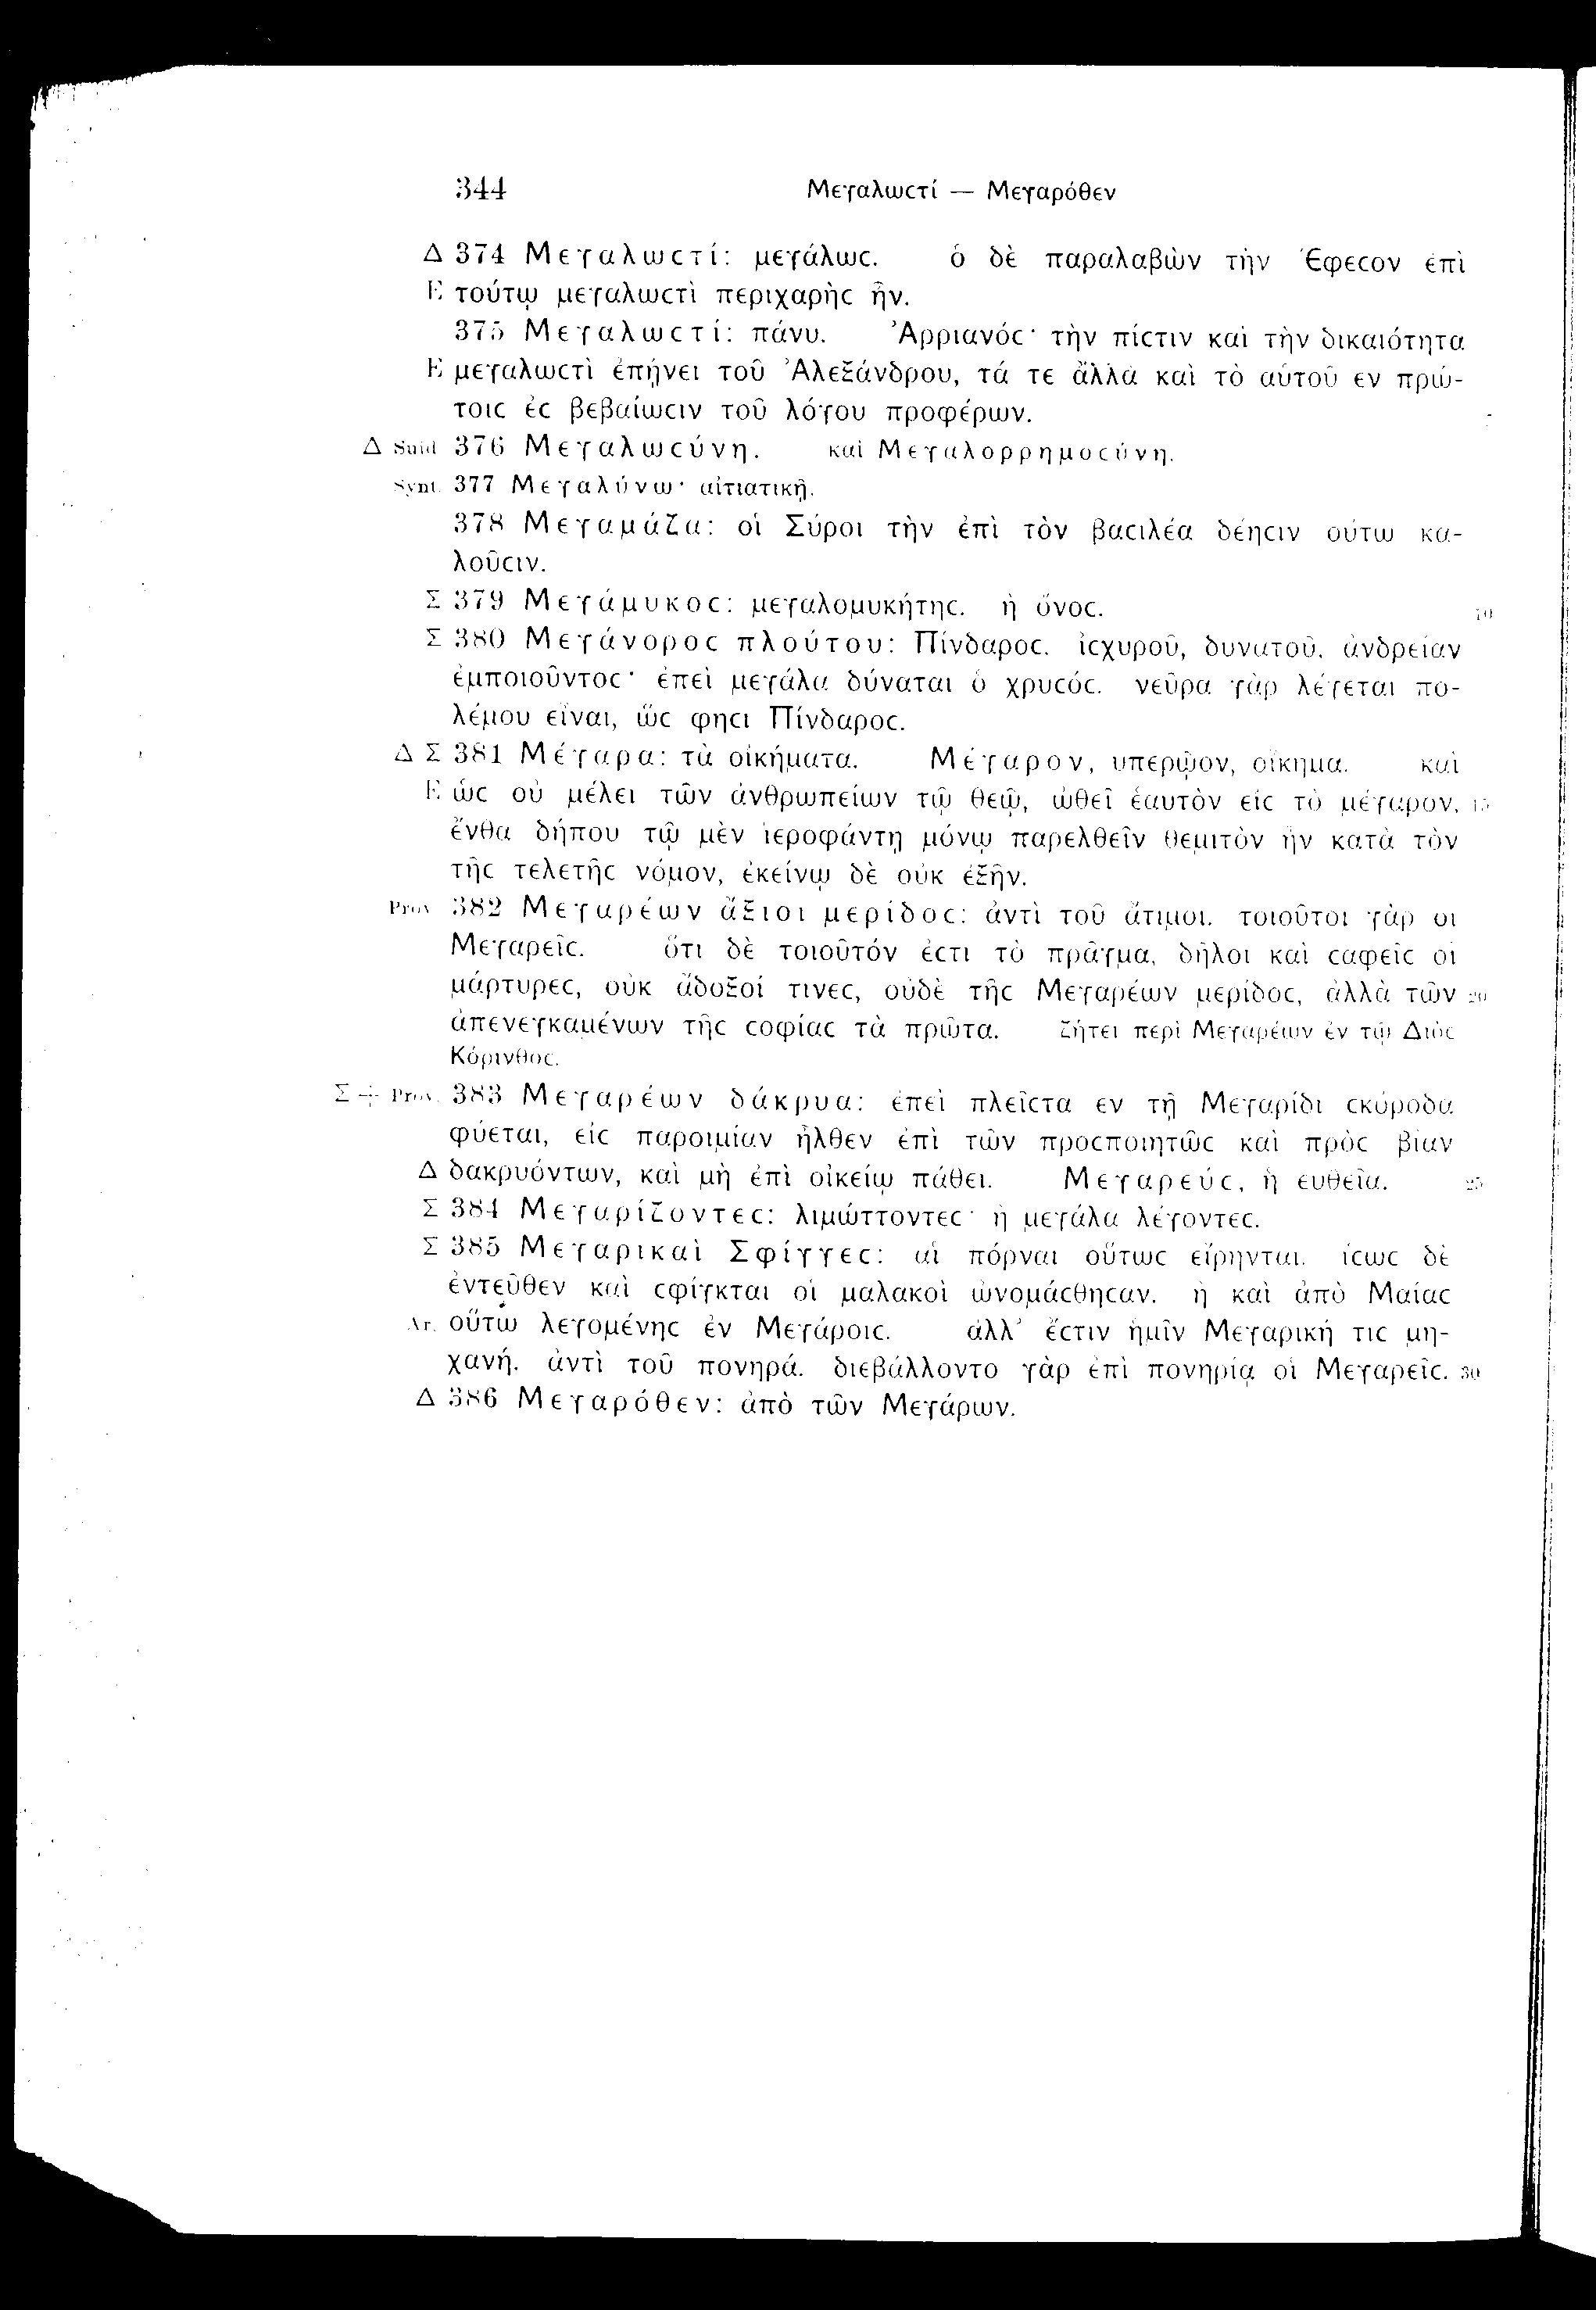 344 Μεγαλωϲτί — Μεγαρόθεν
Δ 374 Μεγαλωϲτί: μεγάλωϲ. ὁ δὲ παραλαβὼν τὴν Ἔφεϲον ἐπὶ
E τούτῳ μεγαλωϲτὶ περιχαρὴϲ ἦν.
375 Μεγαλωϲτί: πάνυ. Ἀρριανόϲ· τὴν πίϲτιν καὶ τὴν δικαιότητα
E μεγαλωϲτὶ ἐπῄνει τοῦ Ἀλεξάνδρου, τά τε ἄλλα καὶ τὸ αὐτοῦ ἐν πρώ-
τοιϲ ἐϲ βεβαίωϲιν τοῦ λόγου προφέρων.
Δ Suid 376 Μεγαλωϲύνη. καὶ Μεγαλορρημοϲύνη.
Synt. 377 Μεγαλύνω· αἰτιατικῇ.
378 Μεγαμάζα: οἱ Σύροι τὴν ἐπὶ τὸν βαϲιλέα δέηϲιν οὕτω κα-
λοῦϲιν.
Σ 379 Μεγάμυκοϲ: μεγαλομυκήτηϲ. ἢ ὄνοϲ. 10
Σ 380 Μεγάνοροϲ πλούτου: Πίνδαροϲ. ἰϲχυροῦ, δυνατοῦ. ἀνδρείαν
ἐμποιοῦντοϲ· ἐπεὶ μεγάλα δύναται ὁ χρυϲόϲ. νεῦρα γὰρ λέγεται πο-
λέμου εἶναι, ὥϲ φηϲι Πίνδαροϲ.
Δ Σ 381 Μέγαρα: τὰ οἰκήματα. Μέγαρον, ὑπερῷον, οἴκημα. καὶ
E ὡϲ οὐ μέλει τῶν ἀνθρωπείων τῷ θεῷ, ὠθεῖ ἑαυτὸν εἰϲ τὸ μέγαρον, 15
ἔνθα δήπου τῷ μὲν ἱεροφάντῃ μόνῳ παρελθεῖν θεμιτὸν ἦν κατὰ τὸν
τῆϲ τελετῆϲ νόμον, ἐκείνῳ δὲ οὐκ ἐξῆν.
Prov 382 Μεγαρέων ἄξιοι μερίδοϲ: ἀντὶ τοῦ ἄτιμοι. τοιοῦτοι γὰρ οἱ
Μεγαρεῖϲ. ὅτι δὲ τοιοῦτόν ἐϲτι τὸ πρᾶγμα, δῆλοι καὶ ϲαφεῖϲ οἱ
μάρτυρεϲ, οὐκ ἄδοξοί τινεϲ, οὐδὲ τῆϲ Μεγαρέων μερίδοϲ, ἀλλὰ τῶν 20
ἀπενεγκαμένων τῆϲ ϲοφίαϲ τὰ πρῶτα. ζήτει περὶ Μεγαρέων ἐν τῷ Διὸϲ
Κόρινθοϲ.
Σ ÷ Prov. 383 Μεγαρέων δάκρυα: ἐπεὶ πλεῖϲτα ἐν τῇ Μεγαρίδι ϲκόροδα
φύεται, εἰϲ παροιμίαν ἦλθεν ἐπὶ τῶν προϲποιητῶϲ καὶ πρὸϲ βίαν
Δ δακρυόντων, καὶ μὴ ἐπὶ οἰκείῳ πάθει. Μεγαρεύϲ, ἡ εὐθεῖα. 25
Σ 384 Μεγαρίζοντεϲ: λιμώττοντεϲ· ἢ μεγάλα λέγοντεϲ.
Σ 385 Μεγαρικαὶ Σφίγγεϲ: αἱ πόρναι οὕτωϲ εἴρηνται. ἴϲωϲ δὲ
ἐντεῦθεν καὶ ϲφίγκται οἱ μαλακοὶ ὠνομάϲθηϲαν. ἢ καὶ ἀπὸ Μαίαϲ
Ar. οὕτω λεγομένηϲ ἐν Μεγάροιϲ. ἀλλ᾽ ἔϲτιν ἡμῖν Μεγαρική τιϲ μη-
χανή. ἀντὶ τοῦ πονηρά. διεβάλλοντο γὰρ ἐπὶ πονηρίᾳ οἱ Μεγαρεῖϲ. 30
Δ 386 Μεγαρόθεν: ἀπὸ τῶν Μεγάρων.